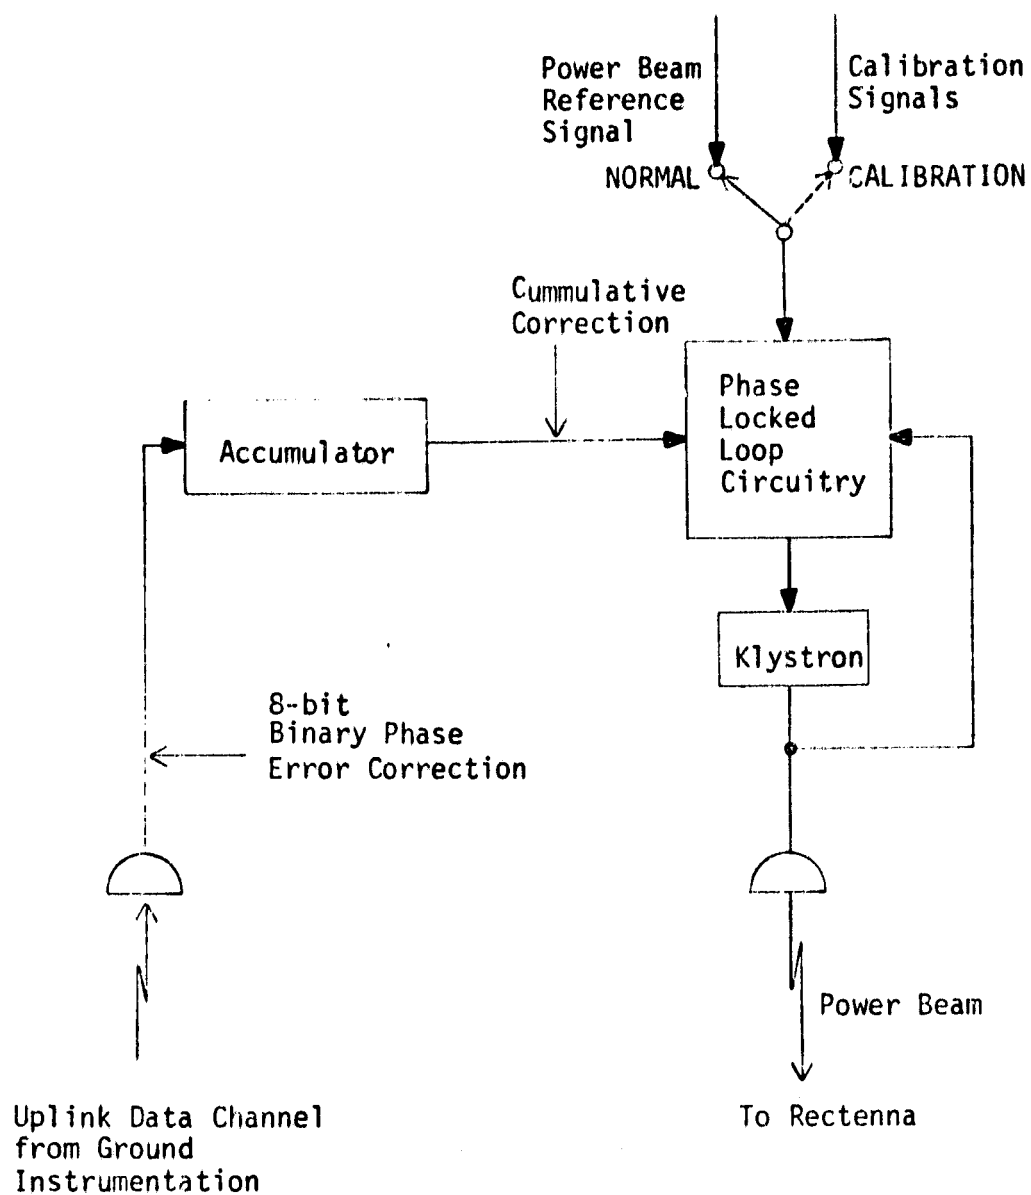 Power Beam
Reference
Signal
Calibration
Signals
NORMAL
CALIBRATION
Cummulative
Correction
Phase
Locked
Loop
Circuitry
Accumulator
Klystron
8-bit
Binary Phase
Error Correction
Power Beam
Uplink Data Channel
from Ground
Instrumentation
To Rectenna